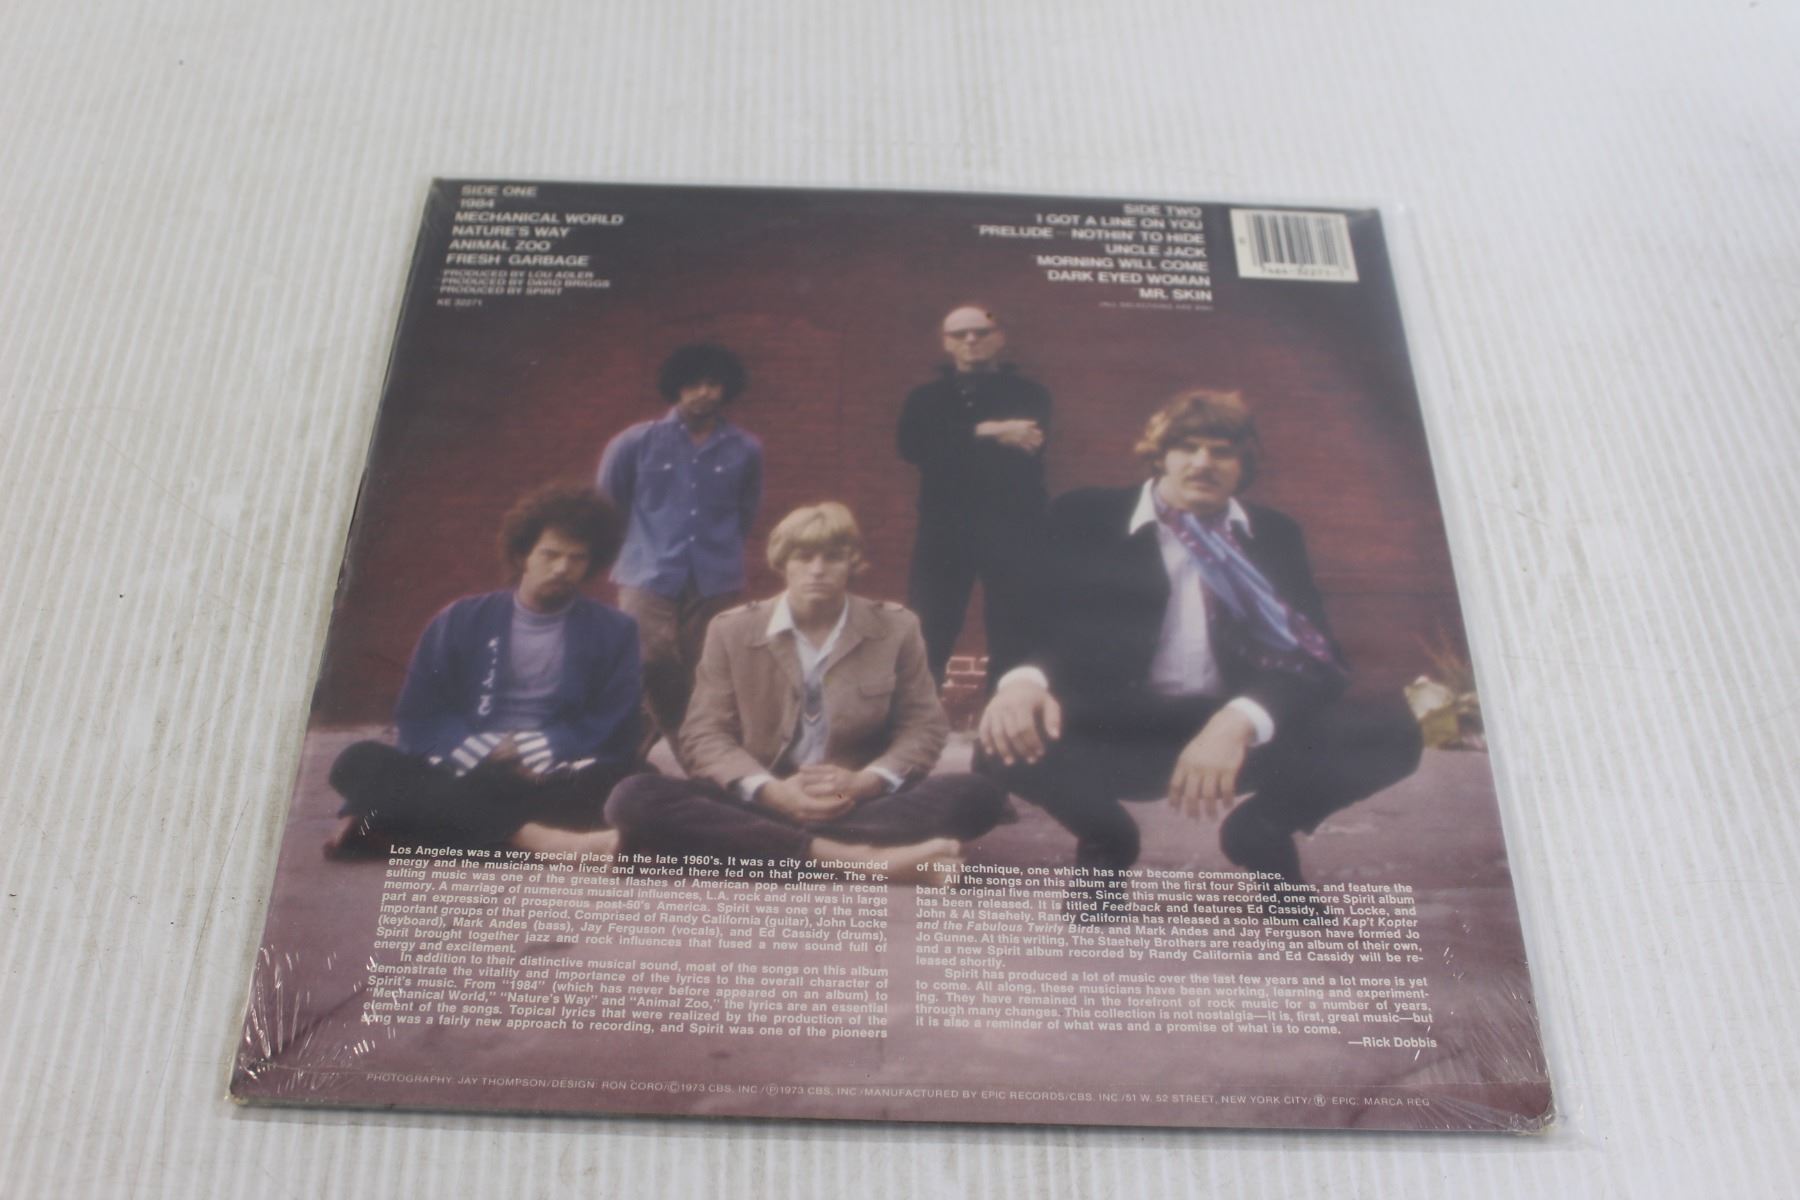 SIDE ONE
1984
MECHANICAL WORLD
NATURE'S WAY
ANIMAL ZOO
FRESH GARBAGE
PRODUCED BY LOU ADLER
PRODUCED BY DAVID BRIGGS
PRODUCED BY SPIRIT
KE 32271
SIDE TWO
I GOT A LINE ON YOU
PRELUDE—NOTHIN' TO HIDE
UNCLE JACK
MORNING WILL COME
DARK EYED WOMAN
MR. SKIN
Los Angeles was a very special place in the late 1960's. It was a city of unbounded
energy and the musicians who lived and worked there fed on that power. The re-
sulting music was one of the greatest flashes of American pop culture in recent
memory. A marriage of numerous musical influences, L.A. rock and roll was in large
part an expression of prosperous post-50's America. Spirit was one of the most
important groups of that period. Comprised of Randy California (guitar), John Locke
(keyboard), Mark Andes (bass), Jay Ferguson (vocals), and Ed Cassidy (drums),
Spirit brought together jazz and rock influences that fused a new sound full of
energy and excitement.
In addition to their distinctive musical sound, most of the songs on this album
demonstrate the vitality and importance of the lyrics to the overall character of
Spirit's music. From "1984" (which has never before appeared on an album) to
"Mechanical World," "Nature's Way" and "Animal Zoo," the lyrics are an essential
element of the songs. Topical lyrics that were realized by the production of the
song was a fairly new approach to recording, and Spirit was one of the pioneers
of that technique, one which has now become commonplace.
All the songs on this album are from the first four Spirit albums, and feature the
band's original five members. Since this music was recorded, one more Spirit album
has been released. It is titled Feedback and features Ed Cassidy, Jim Locke, and
John & Al Staehely. Randy California has released a solo album called Kap't Kopter
and the Fabulous Twirly Birds, and Mark Andes and Jay Ferguson have formed Jo
Jo Gunne. At this writing, The Staehely Brothers are readying an album of their own,
and a new Spirit album recorded by Randy California and Ed Cassidy will be re-
leased shortly.
Spirit has produced a lot of music over the last few years and a lot more is yet
to come. All along, these musicians have been working, learning and experiment-
ing. They have remained in the forefront of rock music for a number of years,
through many changes. This collection is not nostalgia—it is, first, great music—but
it is also a reminder of what was and a promise of what is to come.
—Rick Dobbis
PHOTOGRAPHY: JAY THOMPSON/DESIGN: RON CORO/Ⓒ1973 CBS, INC./Ⓟ1973 CBS, INC./MANUFACTURED BY EPIC RECORDS/CBS, INC./51 W. 52 STREET, NEW YORK CITY/® EPIC, MARCA REG.